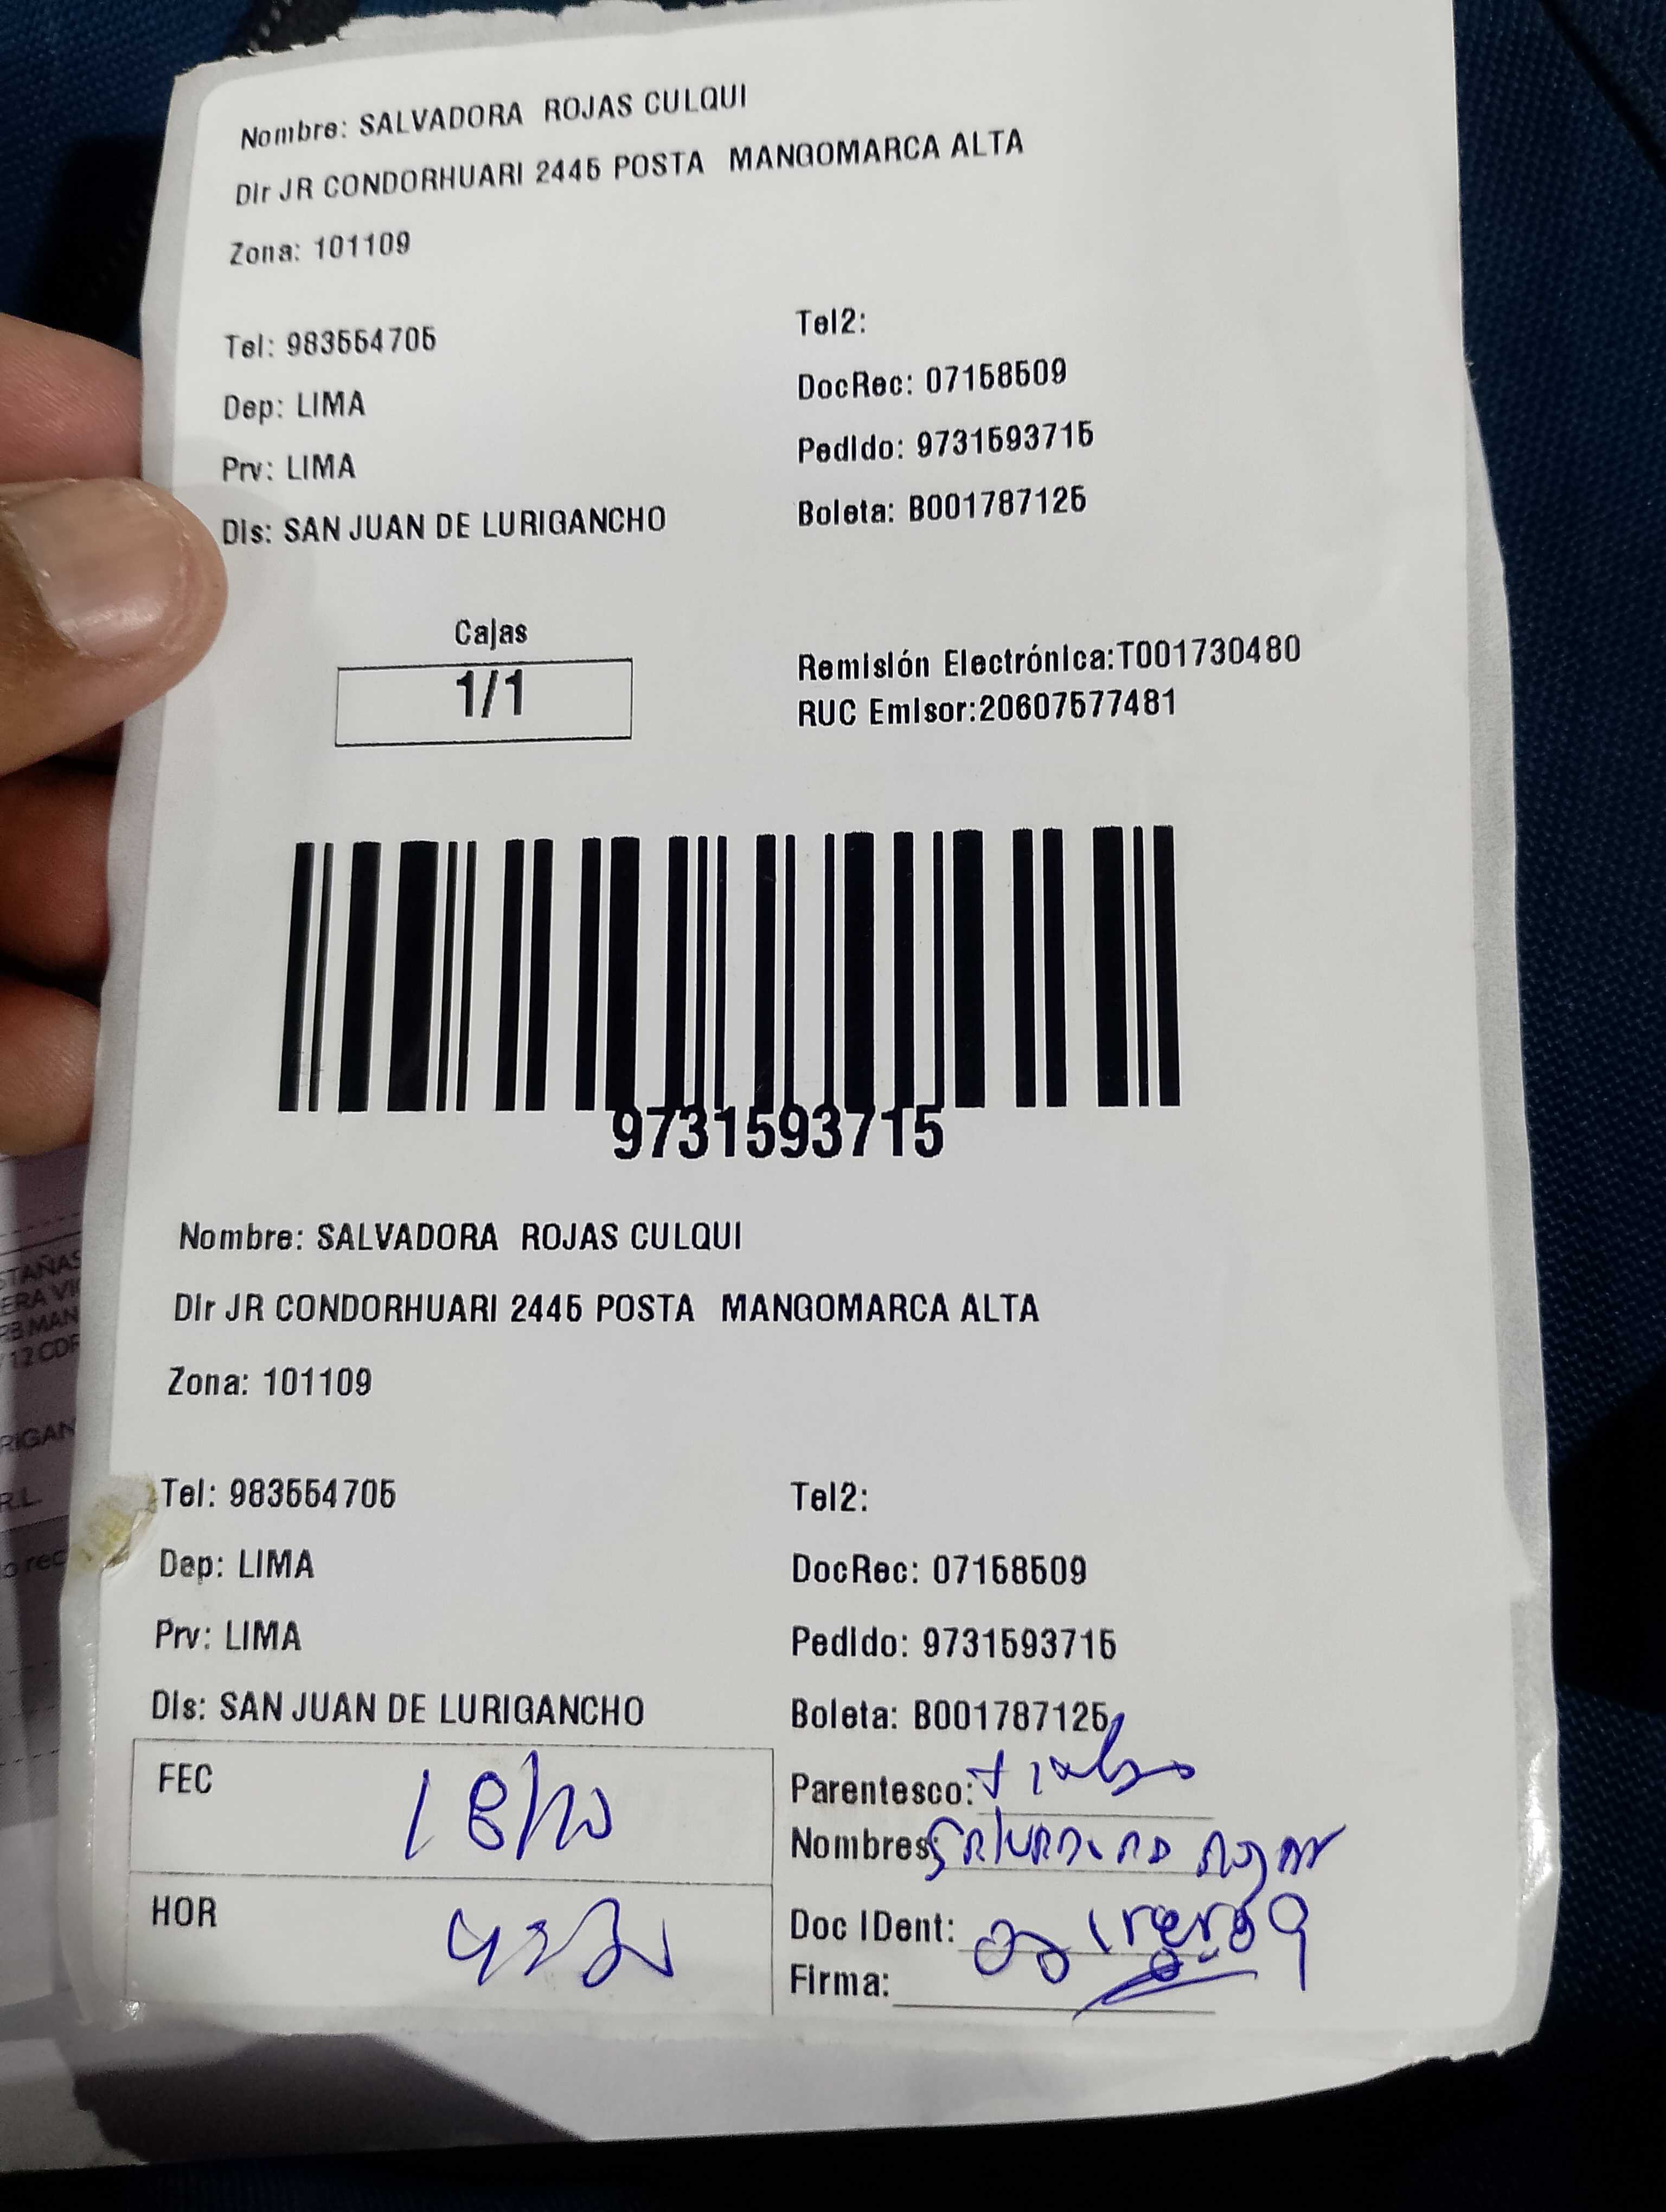 Nombre: SALVADORA ROJAS CULQUI
Dir JR CONDORHUARI 2445 POSTA MANGOMARCA ALTA
Zona: 101109
Tel: 983554705
Tel2:
Dep: LIMA
DocRec: 07158509
Prv: LIMA
Pedido: 9731593715
Dis: SAN JUAN DE LURIGANCHO
Boleta: B001787125
Cajas
1/1
Remisión Electrónica:T001730480
RUC Emisor:20607577481
9731593715
Nombre: SALVADORA ROJAS CULQUI
Dir JR CONDORHUARI 2445 POSTA MANGOMARCA ALTA
Zona: 101109
Tel: 983554705
Tel2:
Dep: LIMA
DocRec: 07158509
Prv: LIMA
Pedido: 9731593715
Dis: SAN JUAN DE LURIGANCHO
Boleta: B001787125
FEC 18/10
Parentesco:
Nombres:
HOR
Doc IDent:
Firma: